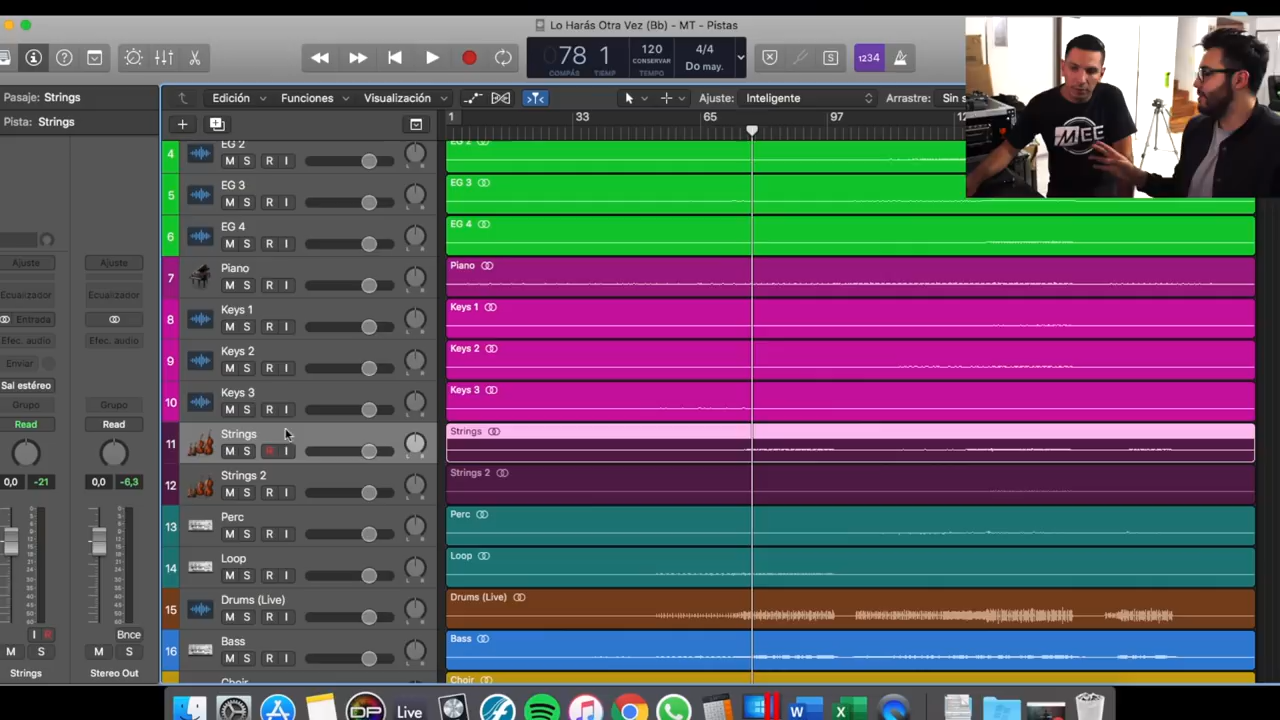 Lo Harás Otra Vez (Bb) - MT - Pistas
78 1
COMPÁS TIEMP
120
CONSERVAR
TEMPO
4/4
Do may.
S
1234
Pasaje: Strings
Pista: Strings
Edición
Funciones
Visualización
Ajuste: Inteligente
Arrastre: Sin s
1 33 65 97
4 EG 2 M S R I
EG 2
5 EG 3 M S R I
EG 3
6 EG 4 M S R I
EG 4
7 Piano M S R I
Piano
8 Keys 1 M S R I
Keys 1
9 Keys 2 M S R I
Keys 2
10 Keys 3 M S R I
Keys 3
11 Strings M S R I
Strings
12 Strings 2 M S R I
Strings 2
13 Perc M S R I
Perc
14 Loop M S R I
Loop
15 Drums (Live) M S R I
Drums (Live)
16 Bass M S R I
Bass
Choir
Choir
Ajuste Ajuste
Ecualizador Ecualizador
Entrada
Efec. audio Efec. audio
Enviar
Sal estéreo
Grupo Grupo
Read Read
0,0 -21 0,0 -6,3
I R Bnce
M S M S
Strings Stereo Out
MEE
DP
Live
W
X